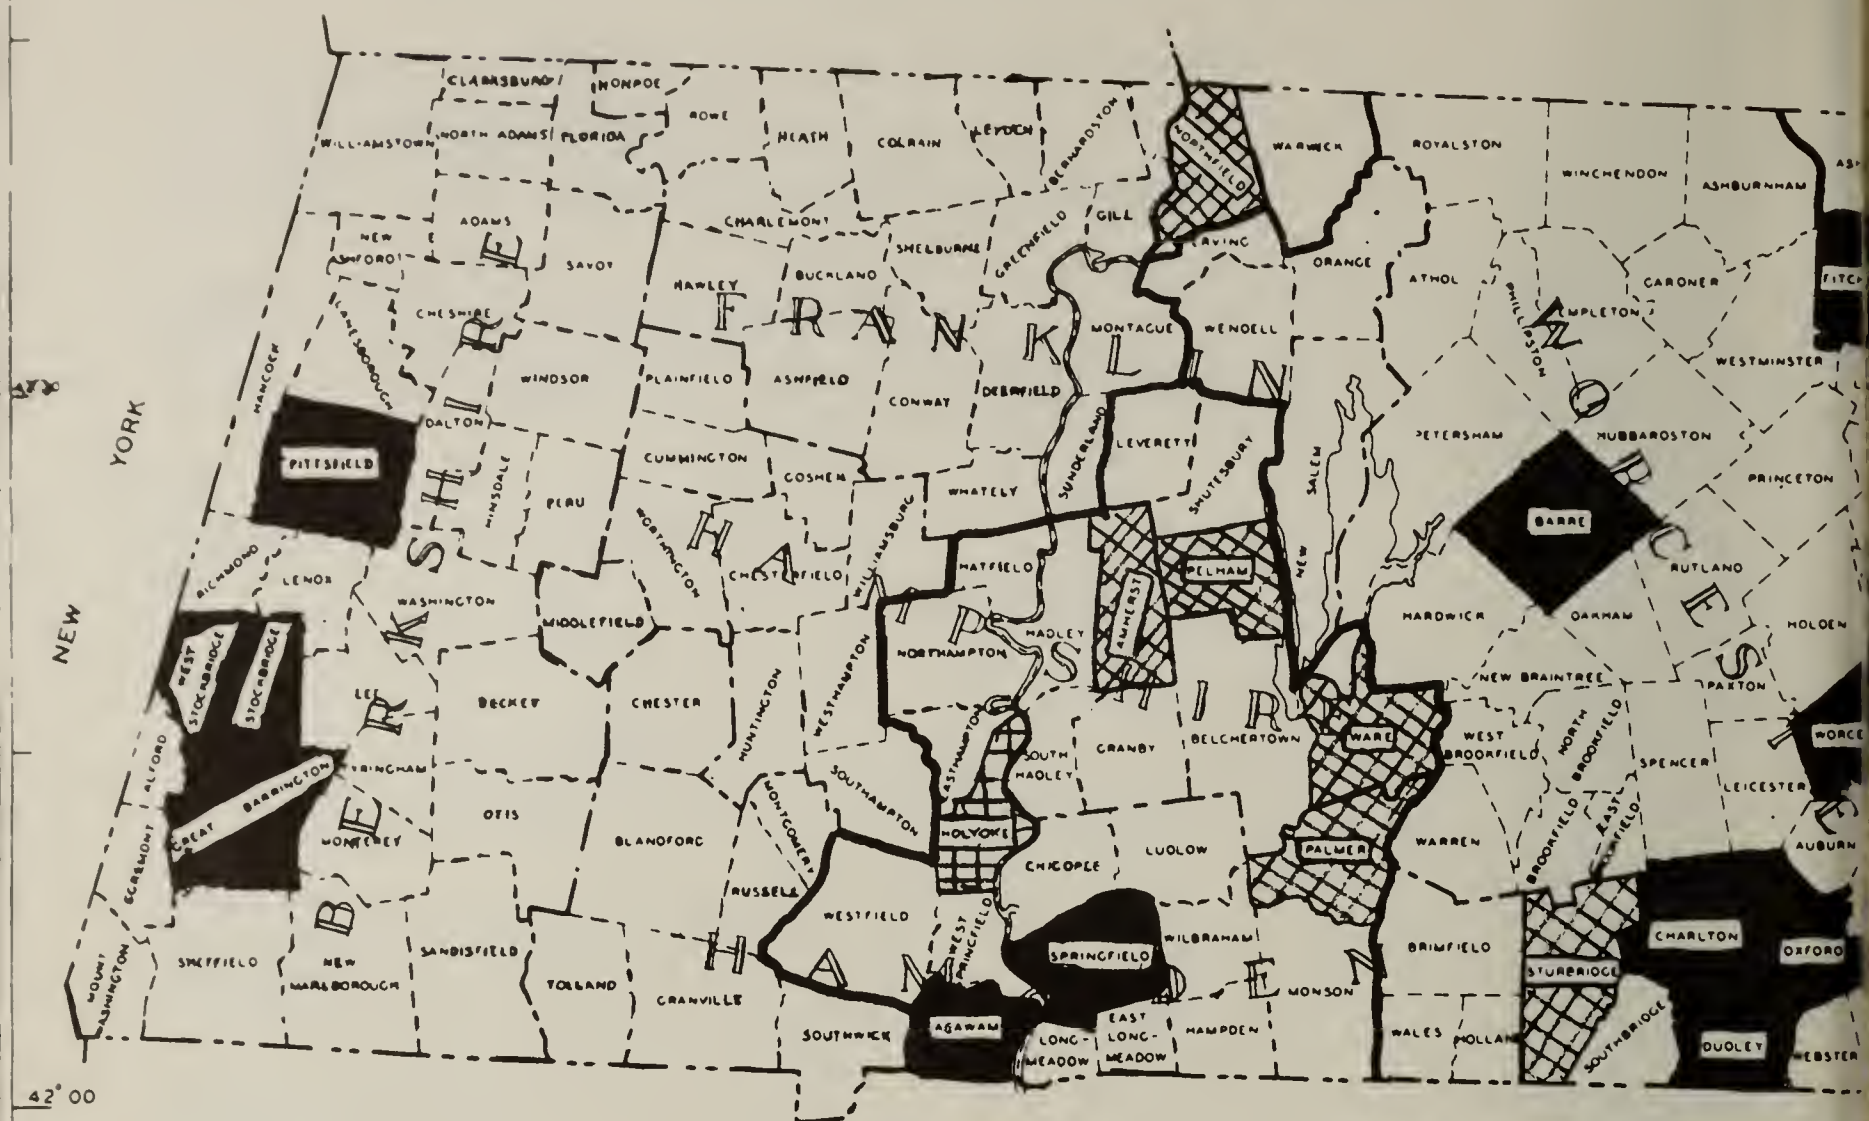 CLARKSBURG
MONROE
ROWE
HEATH
COLRAIN
LEYDEN
BERNARDSTON
NORTHFIELD
WARWICK
ROYALSTON
WINCHENDON
ASHBURNHAM
WILLIAMSTOWN
NORTH ADAMS
FLORIDA
CHARLEMONT
GILL
ERVING
ORANGE
ATHOL
PHILLIPSTON
TEMPLETON
GARDNER
FITCH
NEW
ASHFORD
ADAMS
SAVOY
HAWLEY
BUCKLAND
SHELBURNE
GREENFIELD
CHESHIRE
LANESBOROUGH
HANCOCK
WINDSOR
PLAINFIELD
ASHFIELD
CONWAY
DEERFIELD
MONTAGUE
WENDELL
WESTMINSTER
FRANKLIN
PITTSFIELD
DALTON
HINSDALE
PERU
CUMMINGTON
GOSHEN
WHATELY
SUNDERLAND
LEVERETT
SHUTESBURY
NEW SALEM
PETERSHAM
HUBBARDSTON
PRINCETON
BARRE
NEW YORK
RICHMOND
LENOX
WASHINGTON
MIDDLEFIELD
WORTHINGTON
CHESTERFIELD
WILLIAMSBURG
HATFIELD
AMHERST
PELHAM
HARDWICK
OAKHAM
RUTLAND
HOLDEN
WEST
STOCKBRIDGE
STOCKBRIDGE
LEE
BECKET
CHESTER
HUNTINGTON
WESTHAMPTON
NORTHAMPTON
HADLEY
HAMPSHIRE
NEW BRAINTREE
PAXTON
ALFORD
GREAT BARRINGTON
TYRINGHAM
MONTEREY
OTIS
BLANDFORD
MONTGOMERY
SOUTHAMPTON
EASTHAMPTON
SOUTH
HADLEY
GRANBY
BELCHERTOWN
WARE
WEST
BROOKFIELD
NORTH
BROOKFIELD
SPENCER
LEICESTER
WORCE
WORCESTE
EGREMONT
RUSSELL
HOLYOKE
CHICOPEE
LUDLOW
PALMER
WARREN
BROOKFIELD
EAST
BROOKFIELD
AUBURN
BERKSHIRE
MOUNT
WASHINGTON
SHEFFIELD
NEW
MARLBOROUGH
SANDISFIELD
TOLLAND
GRANVILLE
WESTFIELD
WEST
SPRINGFIELD
SPRINGFIELD
WILBRAHAM
HAMPDEN
MONSON
BRIMFIELD
STURBRIDGE
CHARLTON
OXFORD
SOUTHWICK
AGAWAM
LONG-
MEADOW
EAST
LONG-
MEADOW
HAMPDEN
WALES
HOLLAN
SOUTHBRIDGE
DUDLEY
WEBSTER
42° 00